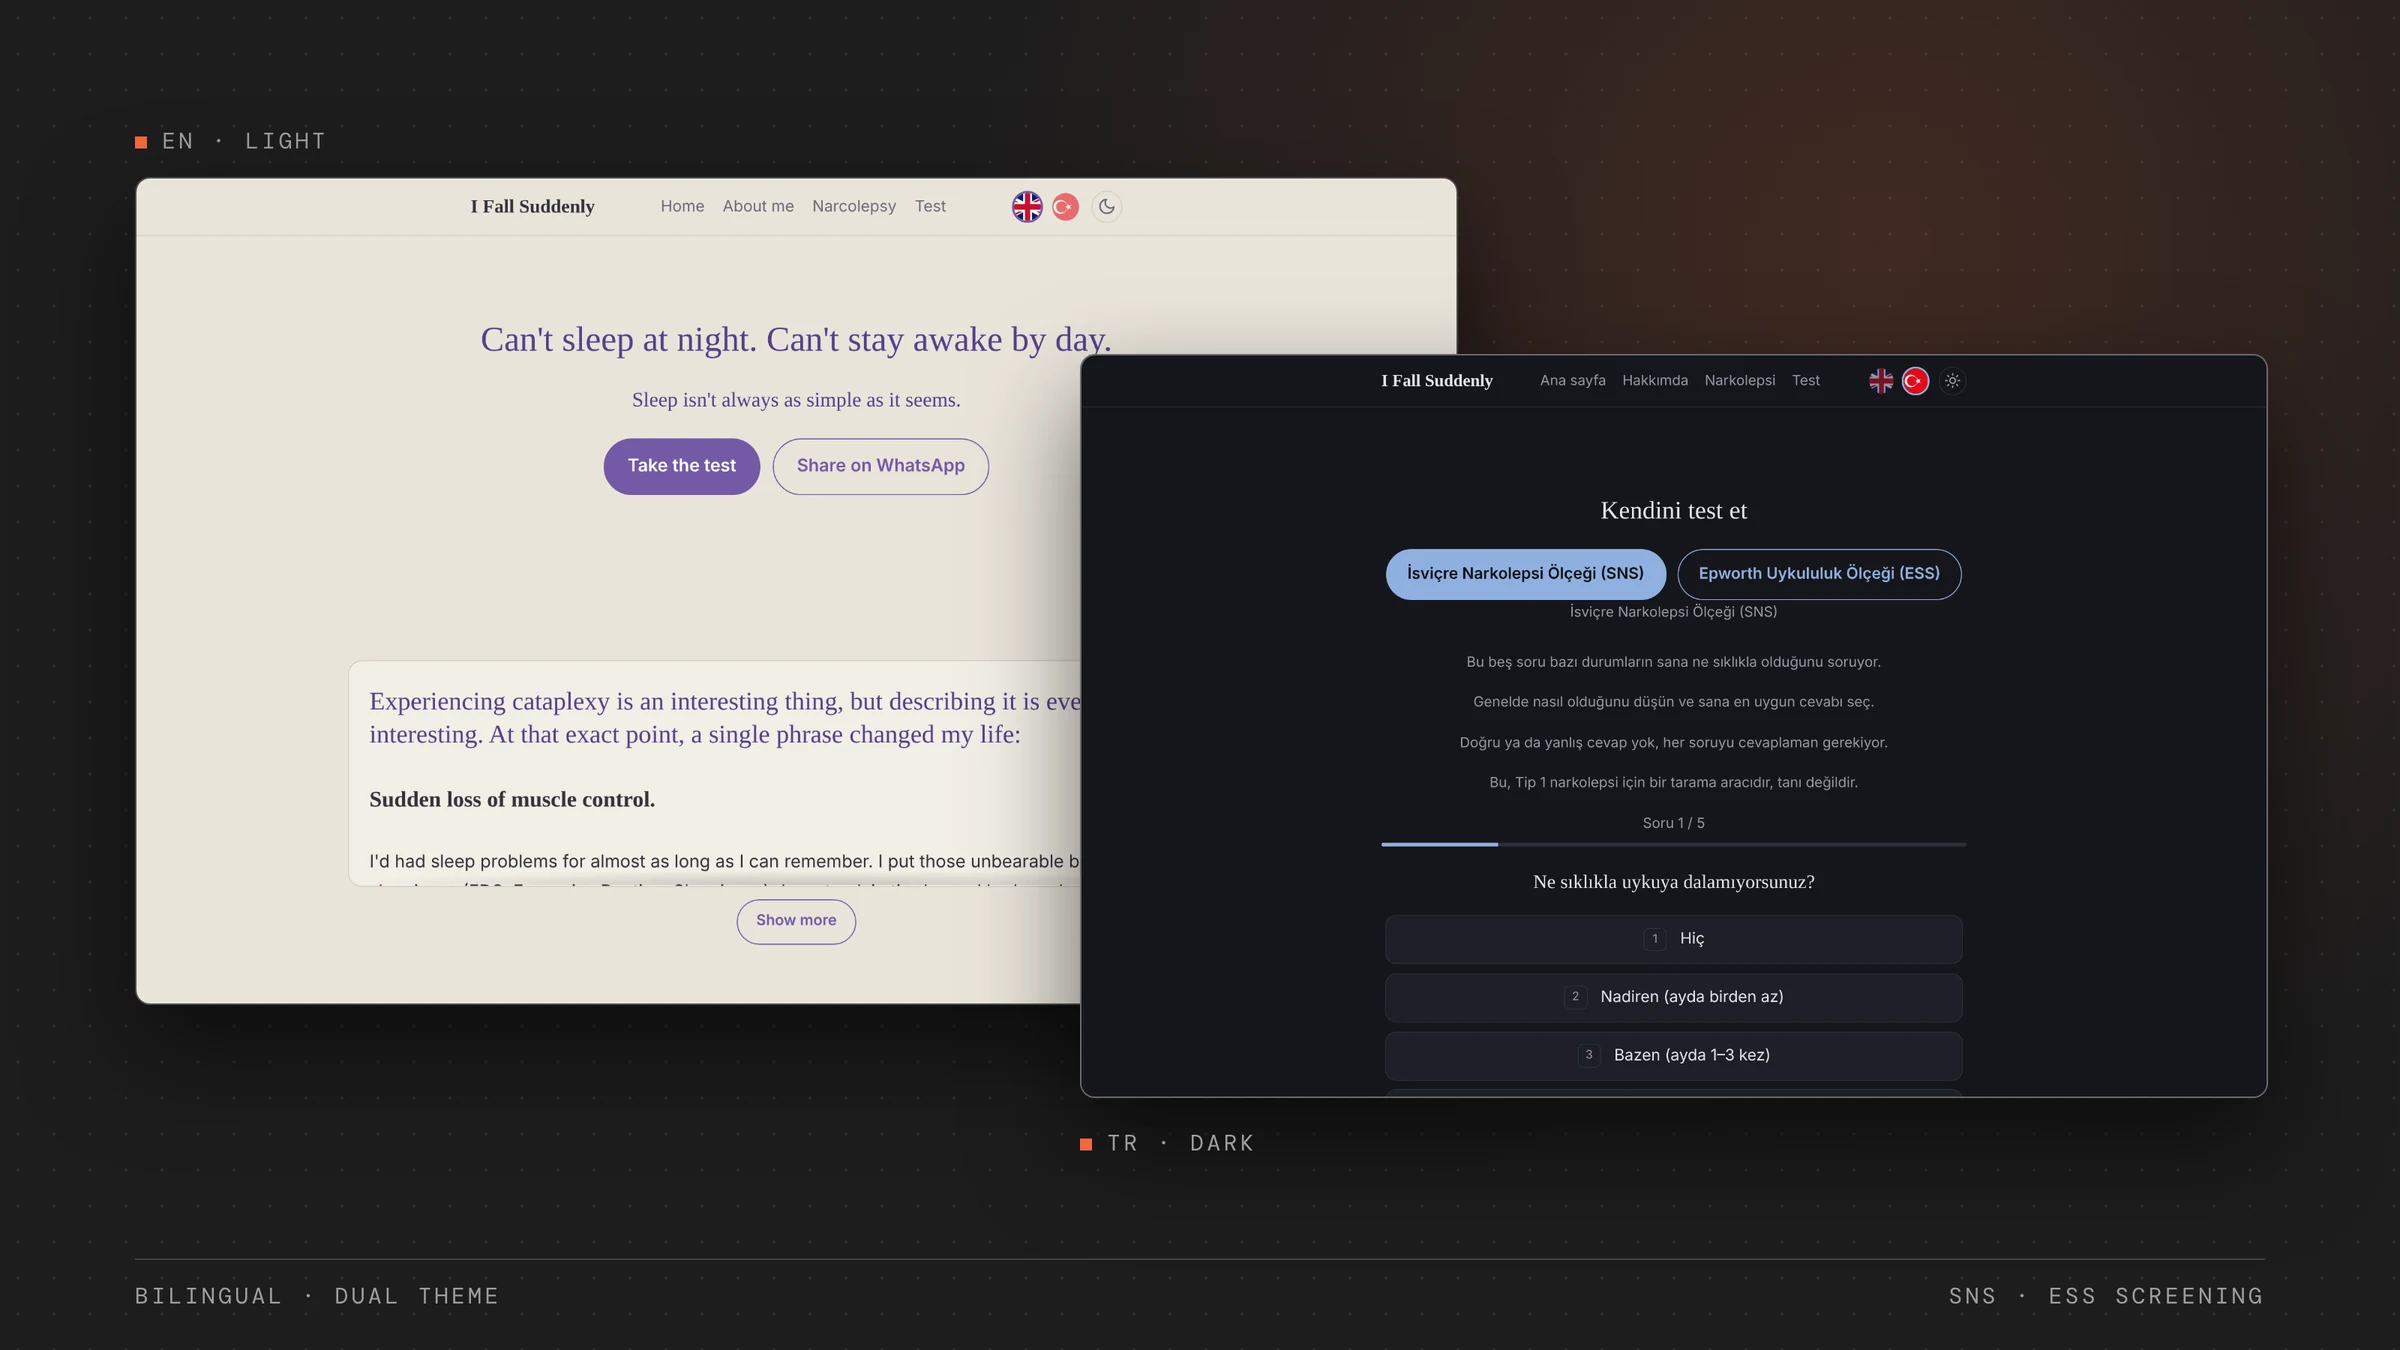 EN · LIGHT
I Fall Suddenly
Home
About me
Narcolepsy
Test
Can't sleep at night. Can't stay awake by day.
Sleep isn't always as simple as it seems.
Take the test
Share on WhatsApp
Experiencing cataplexy is an interesting thing, but describing it is
interesting. At that exact point, a single phrase changed my life:
Sudden loss of muscle control.
I'd had sleep problems for almost as long as I can remember. I put those unbearable
Show more
I Fall Suddenly
Ana sayfa
Hakkımda
Narkolepsi
Test
Kendini test et
İsviçre Narkolepsi Ölçeği (SNS)
Epworth Uykululuk Ölçeği (ESS)
İsviçre Narkolepsi Ölçeği (SNS)
Bu beş soru bazı durumların sana ne sıklıkla olduğunu soruyor.
Genelde nasıl olduğunu düşün ve sana en uygun cevabı seç.
Doğru ya da yanlış cevap yok, her soruyu cevaplaman gerekiyor.
Bu, Tip 1 narkolepsi için bir tarama aracıdır, tanı değildir.
Soru 1 / 5
Ne sıklıkla uykuya dalamıyorsunuz?
1 Hiç
2 Nadiren (ayda birden az)
3 Bazen (ayda 1–3 kez)
TR · DARK
BILINGUAL · DUAL THEME
SNS · ESS SCREENING